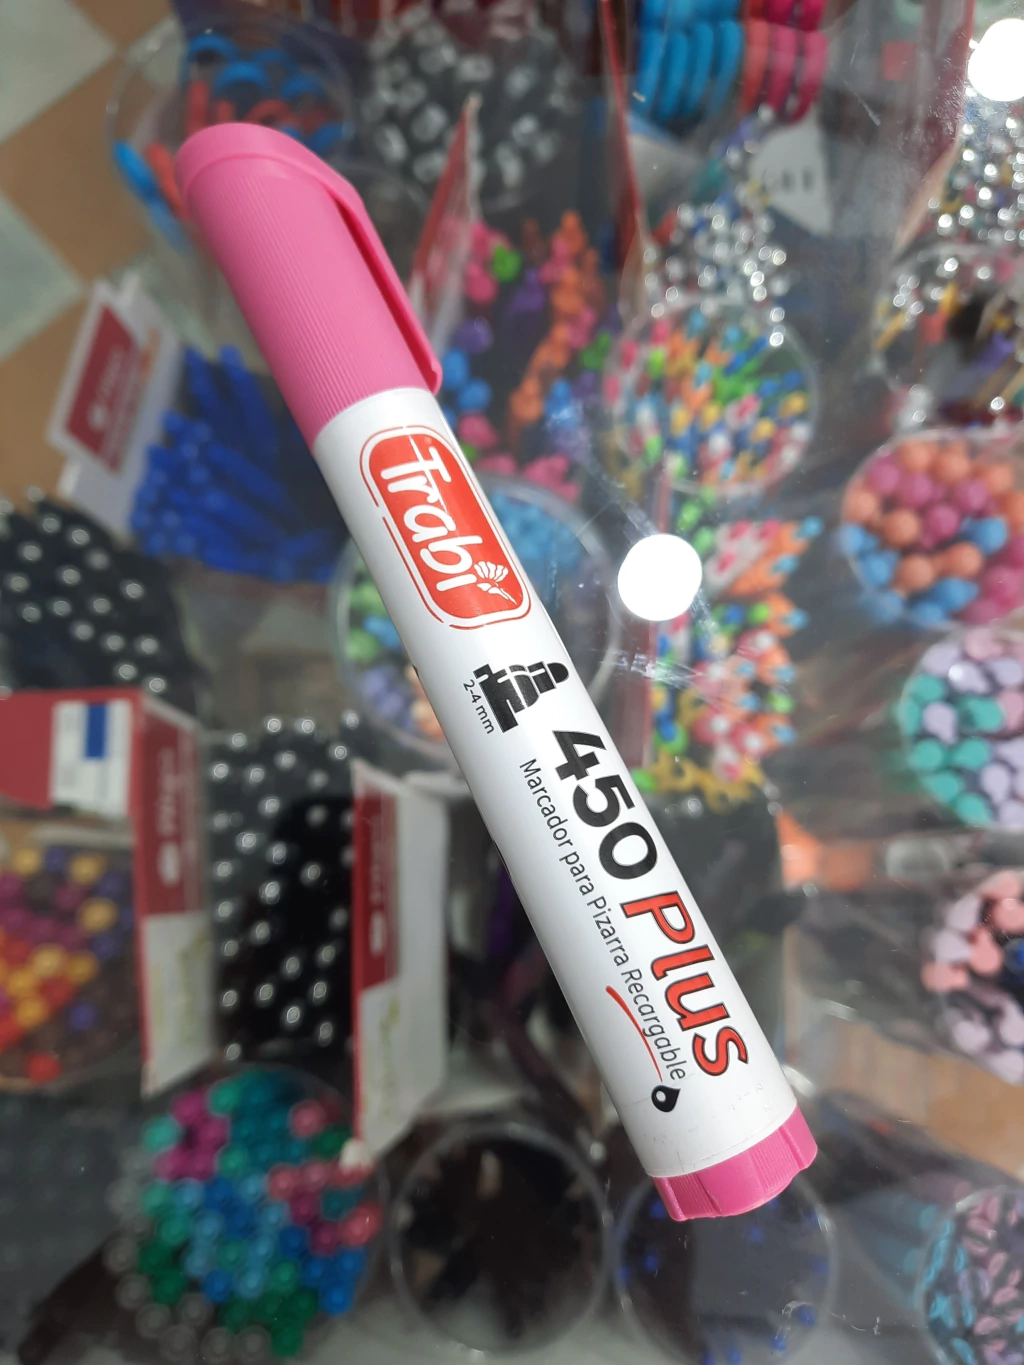 Trabi
2-4 mm
450 Plus
Marcador para Pizarra Recargable